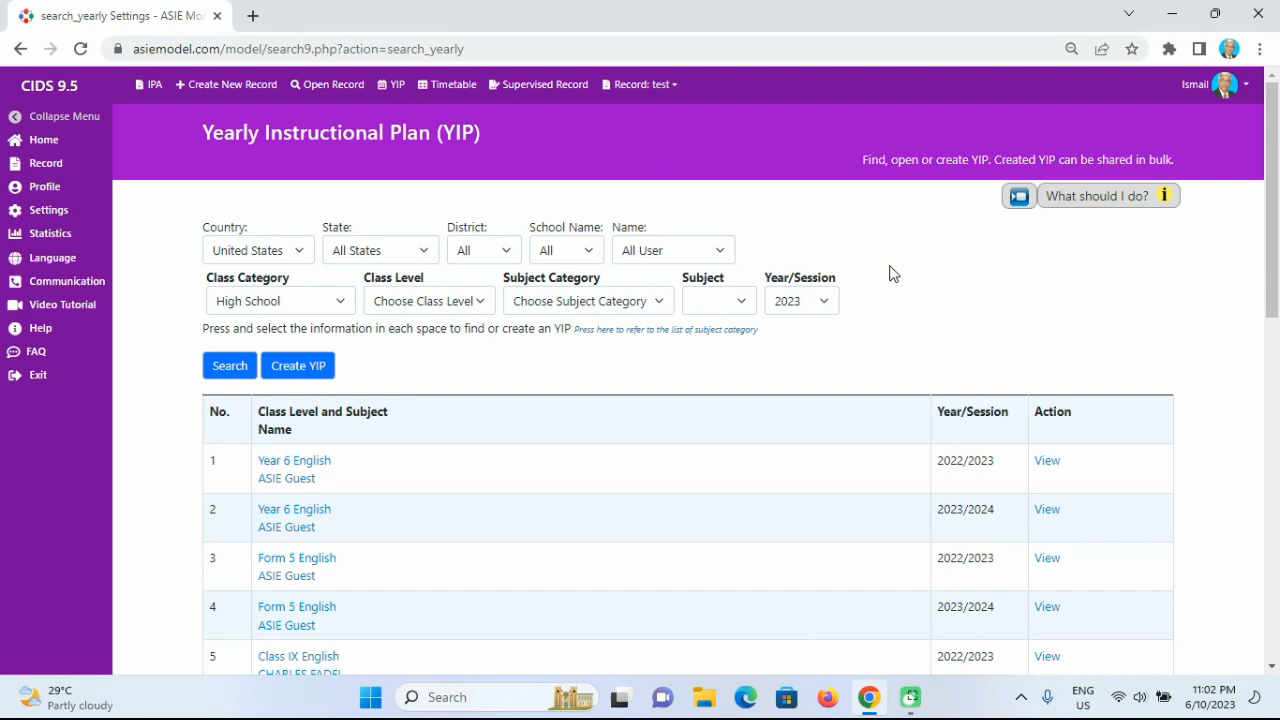 search_yearly Settings - ASIE Mo
asiemodel.com/model/search9.php?action=search_yearly
CIDS 9.5
IPA
Create New Record
Open Record
YIP
Timetable
Supervised Record
Record: test
Ismail
Collapse Menu
Home
Record
Profile
Settings
Statistics
Language
Communication
Video Tutorial
Help
FAQ
Exit
Yearly Instructional Plan (YIP)
Find, open or create YIP. Created YIP can be shared in bulk.
What should I do? i
Country: State: District: School Name: Name:
United States All States All All All User
Class Category Class Level Subject Category Subject Year/Session
High School Choose Class Level Choose Subject Category 2023
Press and select the information in each space to find or create an YIP Press here to refer to the list of subject category
Search Create YIP
No. Class Level and Subject Year/Session Action
Name
1 Year 6 English 2022/2023 View
ASIE Guest
2 Year 6 English 2023/2024 View
ASIE Guest
3 Form 5 English 2022/2023 View
ASIE Guest
4 Form 5 English 2023/2024 View
ASIE Guest
5 Class IX English 2022/2023 View
CHARLES FADEL
29°C
Partly cloudy
Search
ENG
US
11:02 PM
6/10/2023